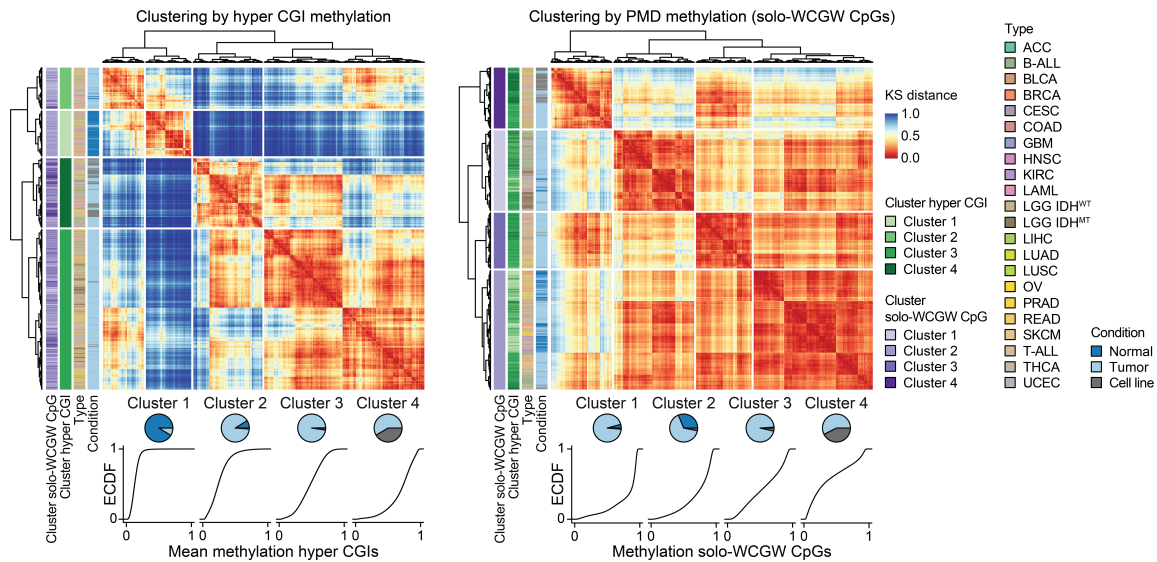 Clustering by hyper CGI methylation
Clustering by PMD methylation (solo-WCGW CpGs)
Cluster solo-WCGW CpG
Cluster hyper CGI
Type
Condition
Cluster 1
Cluster 2
Cluster 3
Cluster 4
ECDF
1
0
0 1
0 1
0 1
0 1
Mean methylation hyper CGIs
Cluster solo-WCGW CpG
Cluster hyper CGI
Type
Condition
Cluster 1
Cluster 2
Cluster 3
Cluster 4
ECDF
1
0
0 1
0 1
0 1
0 1
Methylation solo-WCGW CpGs
KS distance
1.0
0.5
0.0
Cluster hyper CGI
Cluster 1
Cluster 2
Cluster 3
Cluster 4
Cluster
solo-WCGW CpG
Cluster 1
Cluster 2
Cluster 3
Cluster 4
Type
ACC
B-ALL
BLCA
BRCA
CESC
COAD
GBM
HNSC
KIRC
LAML
LGG IDHWT
LGG IDHMT
LIHC
LUAD
LUSC
OV
PRAD
READ
SKCM
T-ALL
THCA
UCEC
Condition
Normal
Tumor
Cell line